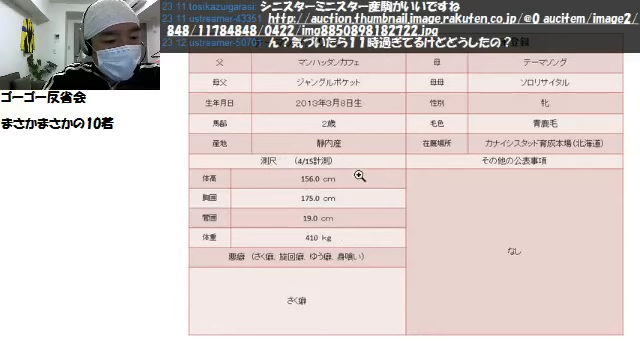 23 11 tosikazuigarasi シニスターミニスター産駒がいいですね
23 11 ustreamer-43351 http://auction.thumbnail.image.rakuten.co.jp/@0_aucitem/image2/
848/11784848/0422/img8850898182722.jpg
23 12 ustreamer-50701 ん？気づいたら１１時過ぎてるけどどうしたの？
ゴーゴー反省会
まさかまさかの10着
父 マンハッタンカフェ 母 テーマソング
母父 ジャングルポケット 母母 ソロリサイタル
生年月日 2013年3月8日生 性別 牝
馬齢 2歳 毛色 青鹿毛
産地 静内産 在厩場所 カナイシスタッド育成本場（北海道）
測尺 （4/15計測） その他の公表事項
体高 156.0 cm
胸囲 175.0 cm
管囲 19.0 cm
体重 410 kg
悪癖 （さく癖，旋回癖，ゆう癖，身喰い）
なし
さく癖